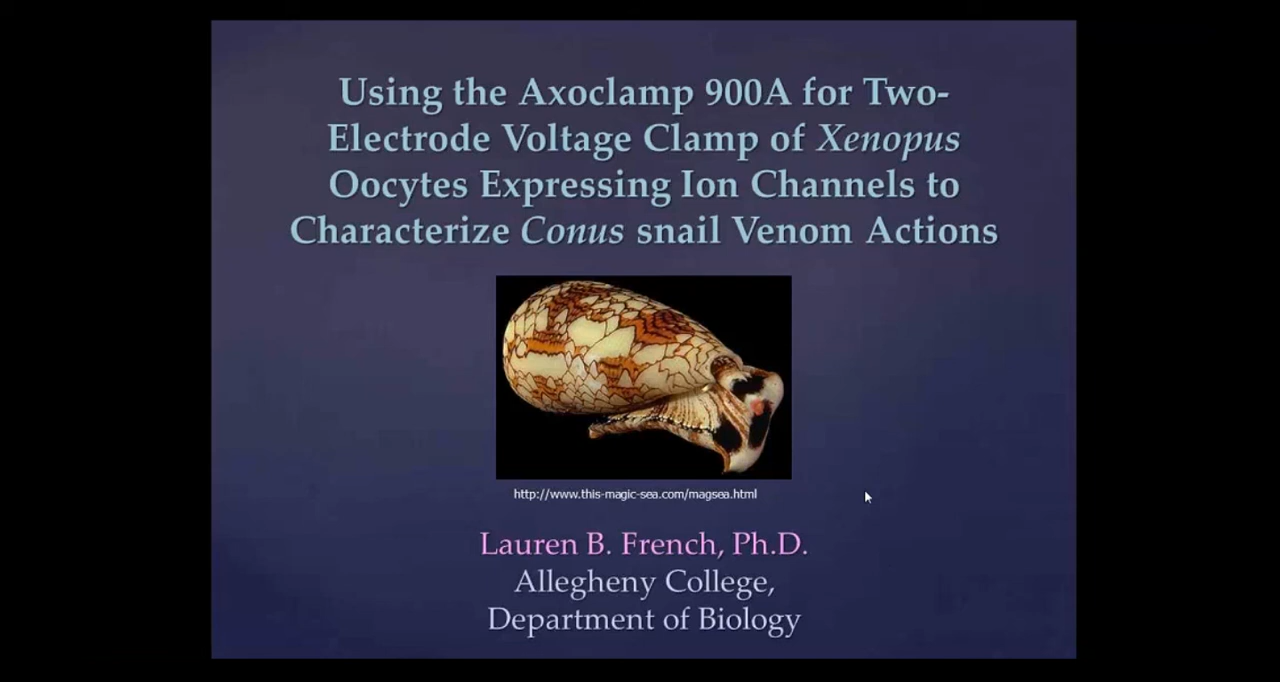 Using the Axoclamp 900A for Two-
Electrode Voltage Clamp of Xenopus
Oocytes Expressing Ion Channels to
Characterize Conus snail Venom Actions
http://www.this-magic-sea.com/magsea.html
Lauren B. French, Ph.D.
Allegheny College,
Department of Biology